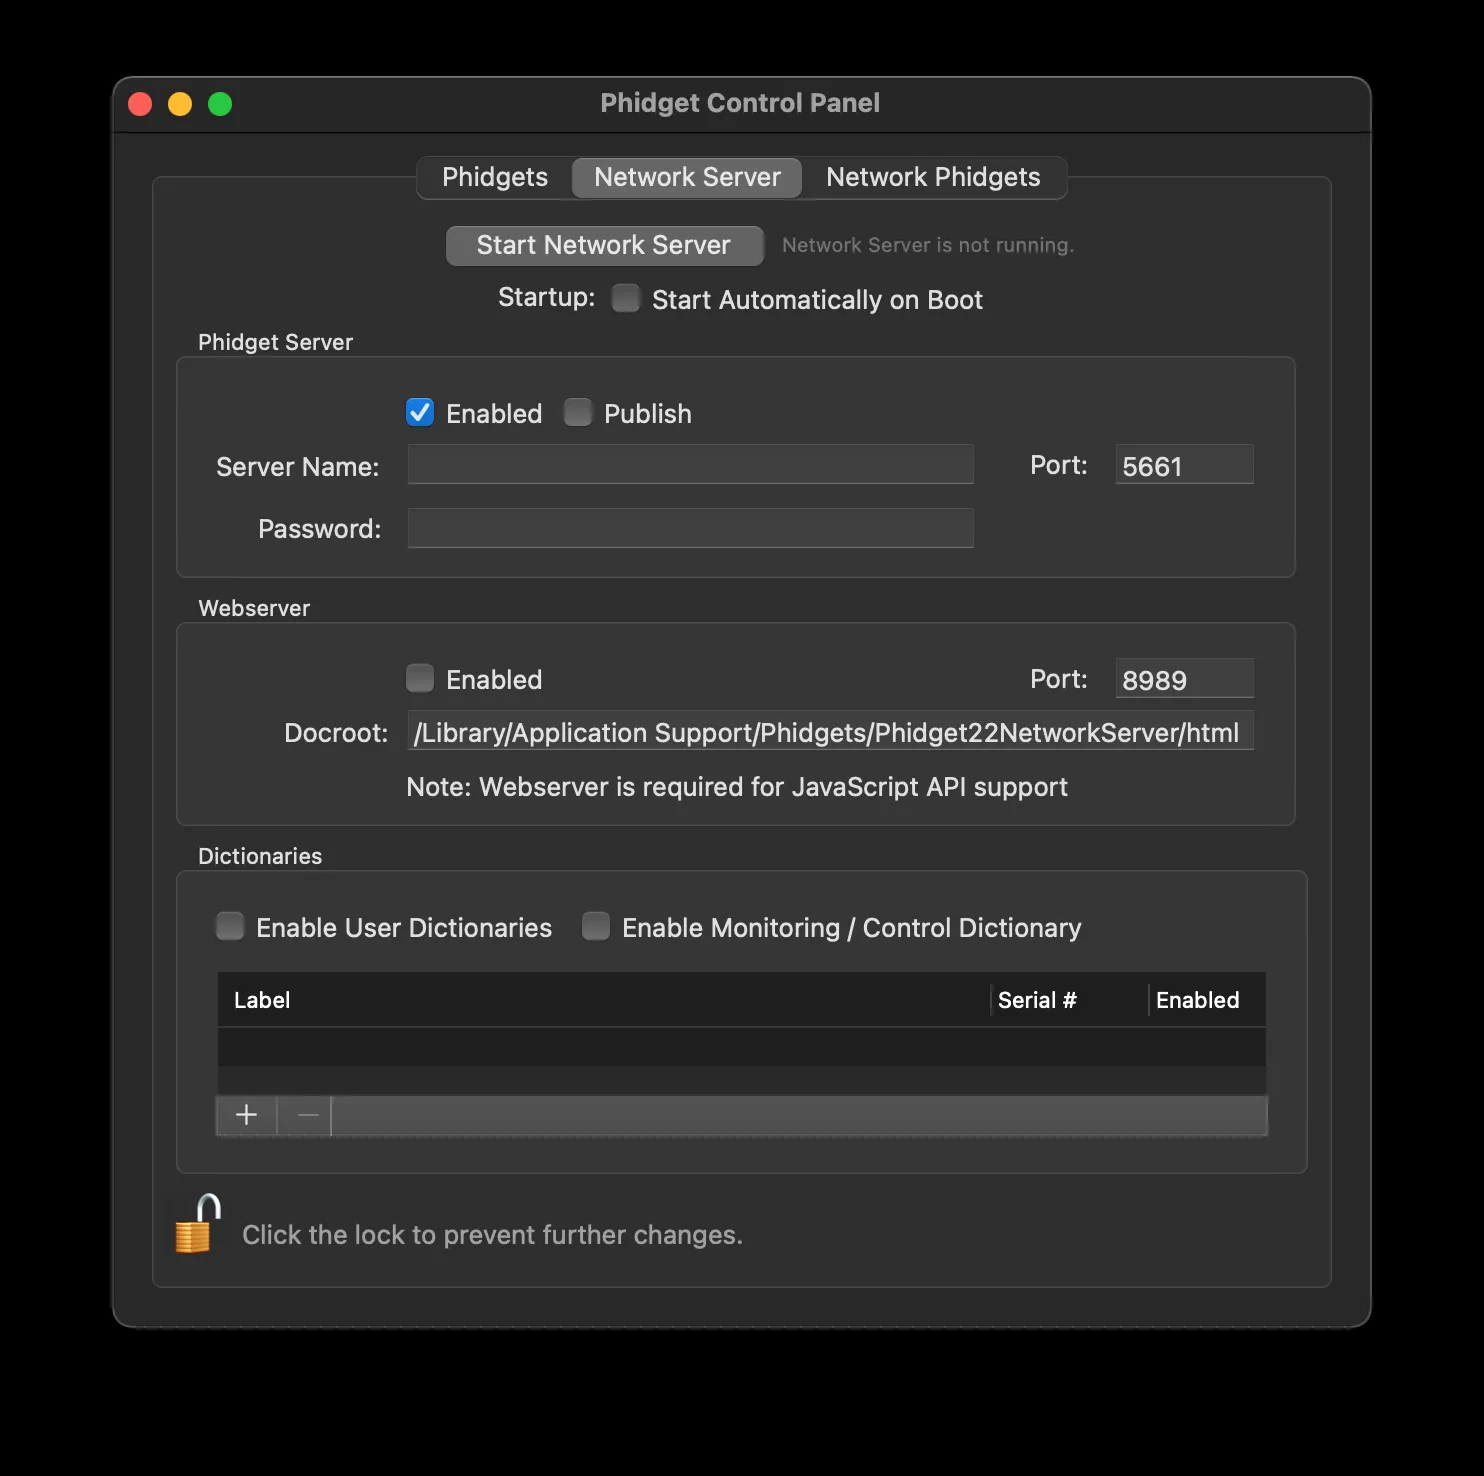 Phidget Control Panel
Phidgets Network Server Network Phidgets
Start Network Server Network Server is not running.
Startup: Start Automatically on Boot
Phidget Server
Enabled Publish
Server Name: Port: 5661
Password:
Webserver
Enabled Port: 8989
Docroot: /Library/Application Support/Phidgets/Phidget22NetworkServer/html
Note: Webserver is required for JavaScript API support
Dictionaries
Enable User Dictionaries Enable Monitoring / Control Dictionary
Label Serial # Enabled
Click the lock to prevent further changes.